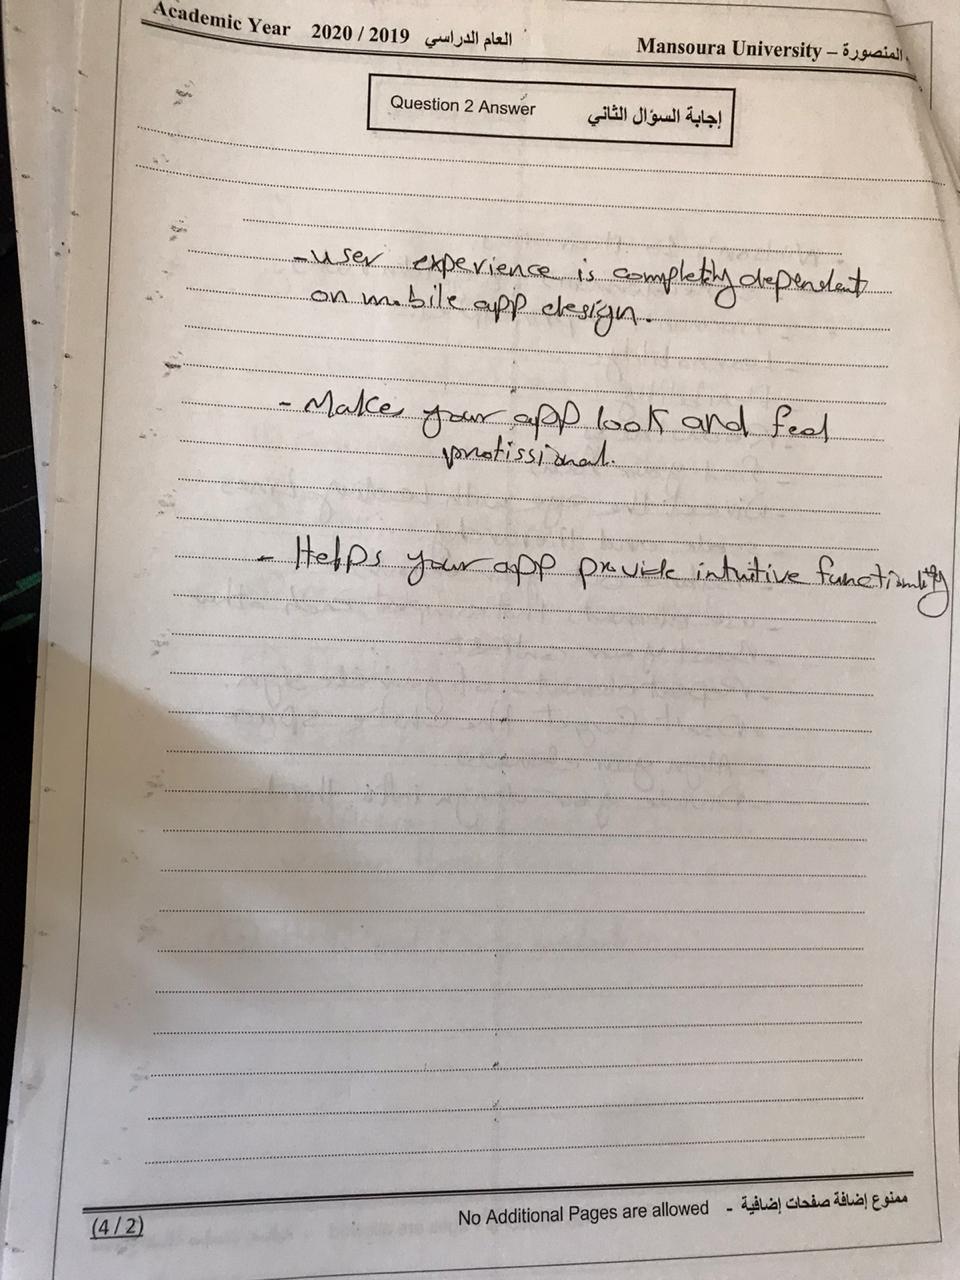 Academic Year 2020 / 2019 العام الدراسي
Mansoura University – المنصورة
Question 2 Answer إجابة السؤال الثاني
- user experience is completly dependent
on mobile app design.
- Make your app look and feel
profissional.
- Helps your app provide intuitive functionality
(4 / 2)
No Additional Pages are allowed - ممنوع إضافة صفحات إضافية